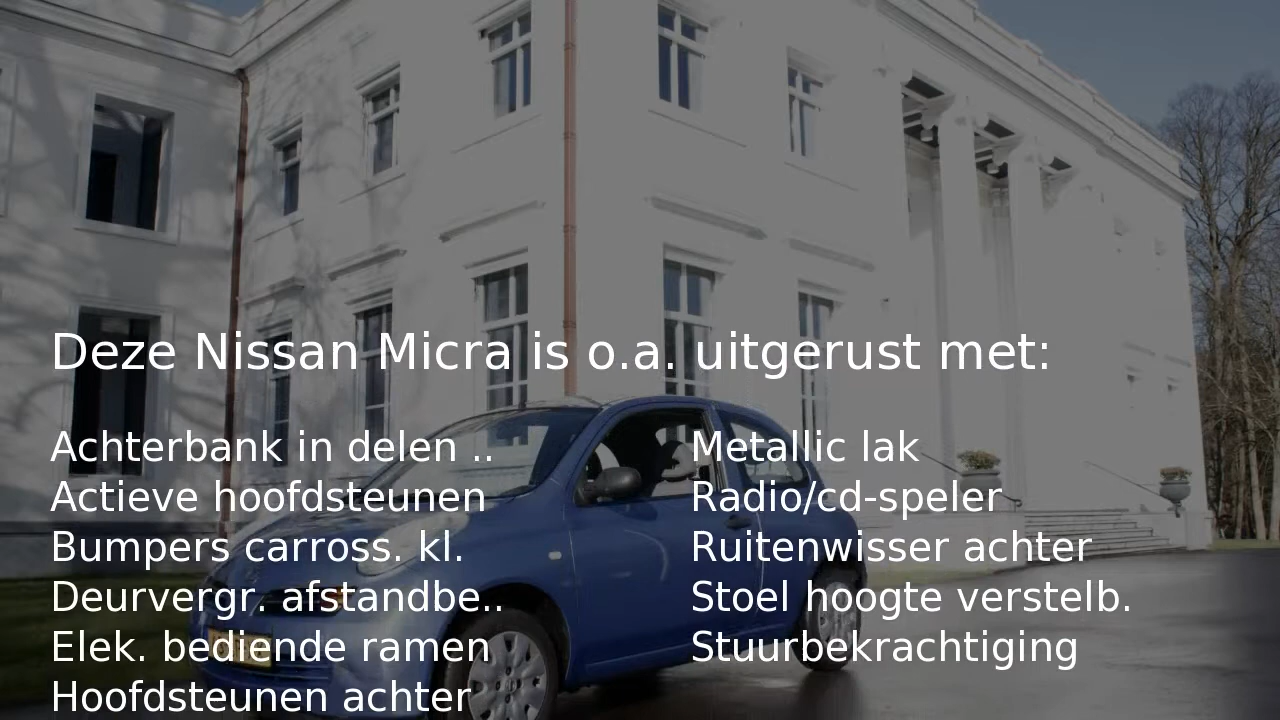 Deze Nissan Micra is o.a. uitgerust met:
Achterbank in delen ..
Actieve hoofdsteunen
Bumpers carross. kl.
Deurvergr. afstandbe..
Elek. bediende ramen
Hoofdsteunen achter
Metallic lak
Radio/cd-speler
Ruitenwisser achter
Stoel hoogte verstelb.
Stuurbekrachtiging